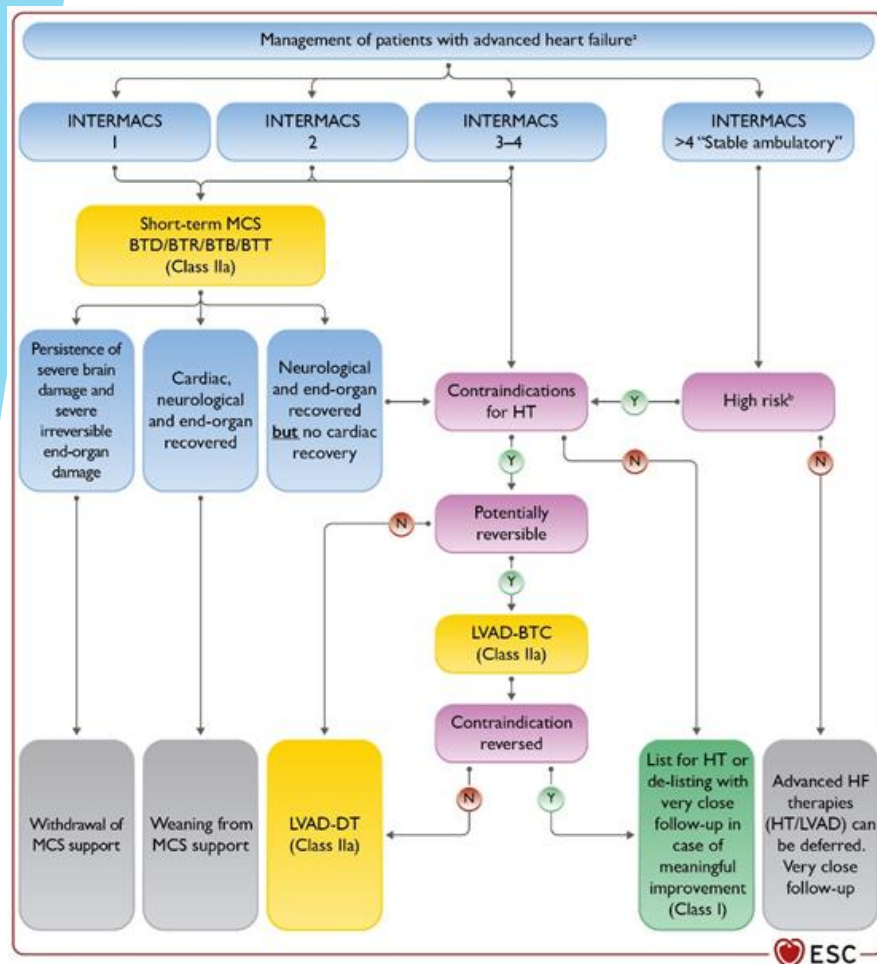 Management of patients with advanced heart failureᵃ
INTERMACS
1
INTERMACS
2
INTERMACS
3–4
INTERMACS
>4 “Stable ambulatory”
Short-term MCS
BTD/BTR/BTB/BTT
(Class IIa)
Persistence of
severe brain
damage and
severe
irreversible
end-organ
damage
Cardiac,
neurological
and end-organ
recovered
Neurological
and end-organ
recovered
but no cardiac
recovery
Contraindications
for HT
Y
High riskᵇ
Y
N
N
N
Potentially
reversible
Y
LVAD-BTC
(Class IIa)
Contraindication
reversed
N
Y
Withdrawal of
MCS support
Weaning from
MCS support
LVAD-DT
(Class IIa)
List for HT or
de-listing with
very close
follow-up in
case of
meaningful
improvement
(Class I)
Advanced HF
therapies
(HT/LVAD) can
be deferred.
Very close
follow-up
ESC